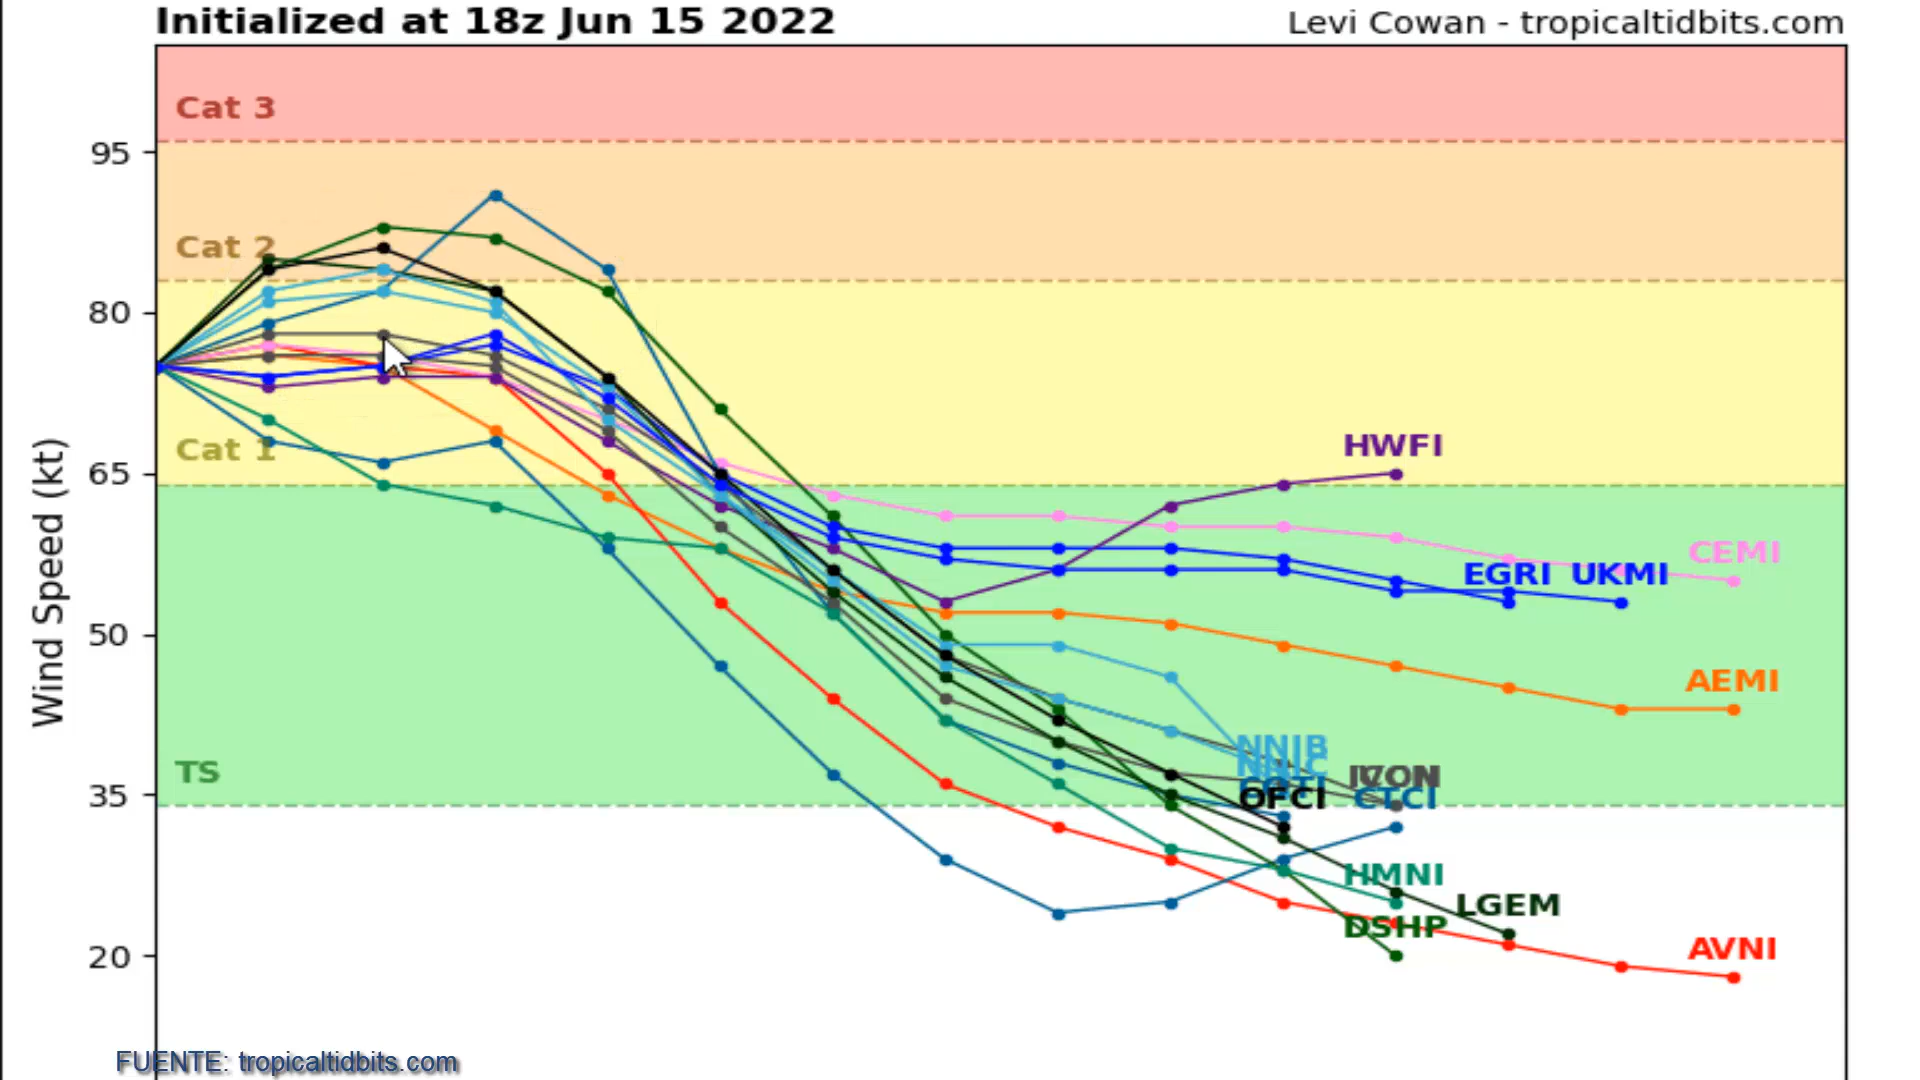 Initialized at 18z Jun 15 2022
Levi Cowan - tropicaltidbits.com
Cat 3
95
Cat 2
80
Cat 1
65
HWFI
CEMI
EGRI
UKMI
Wind Speed (kt)
50
AEMI
NNIB
NNIC
TS
IVCN
ICON
35
OFCI
CTCI
HMNI
LGEM
DSHP
AVNI
20
FUENTE: tropicaltidbits.com